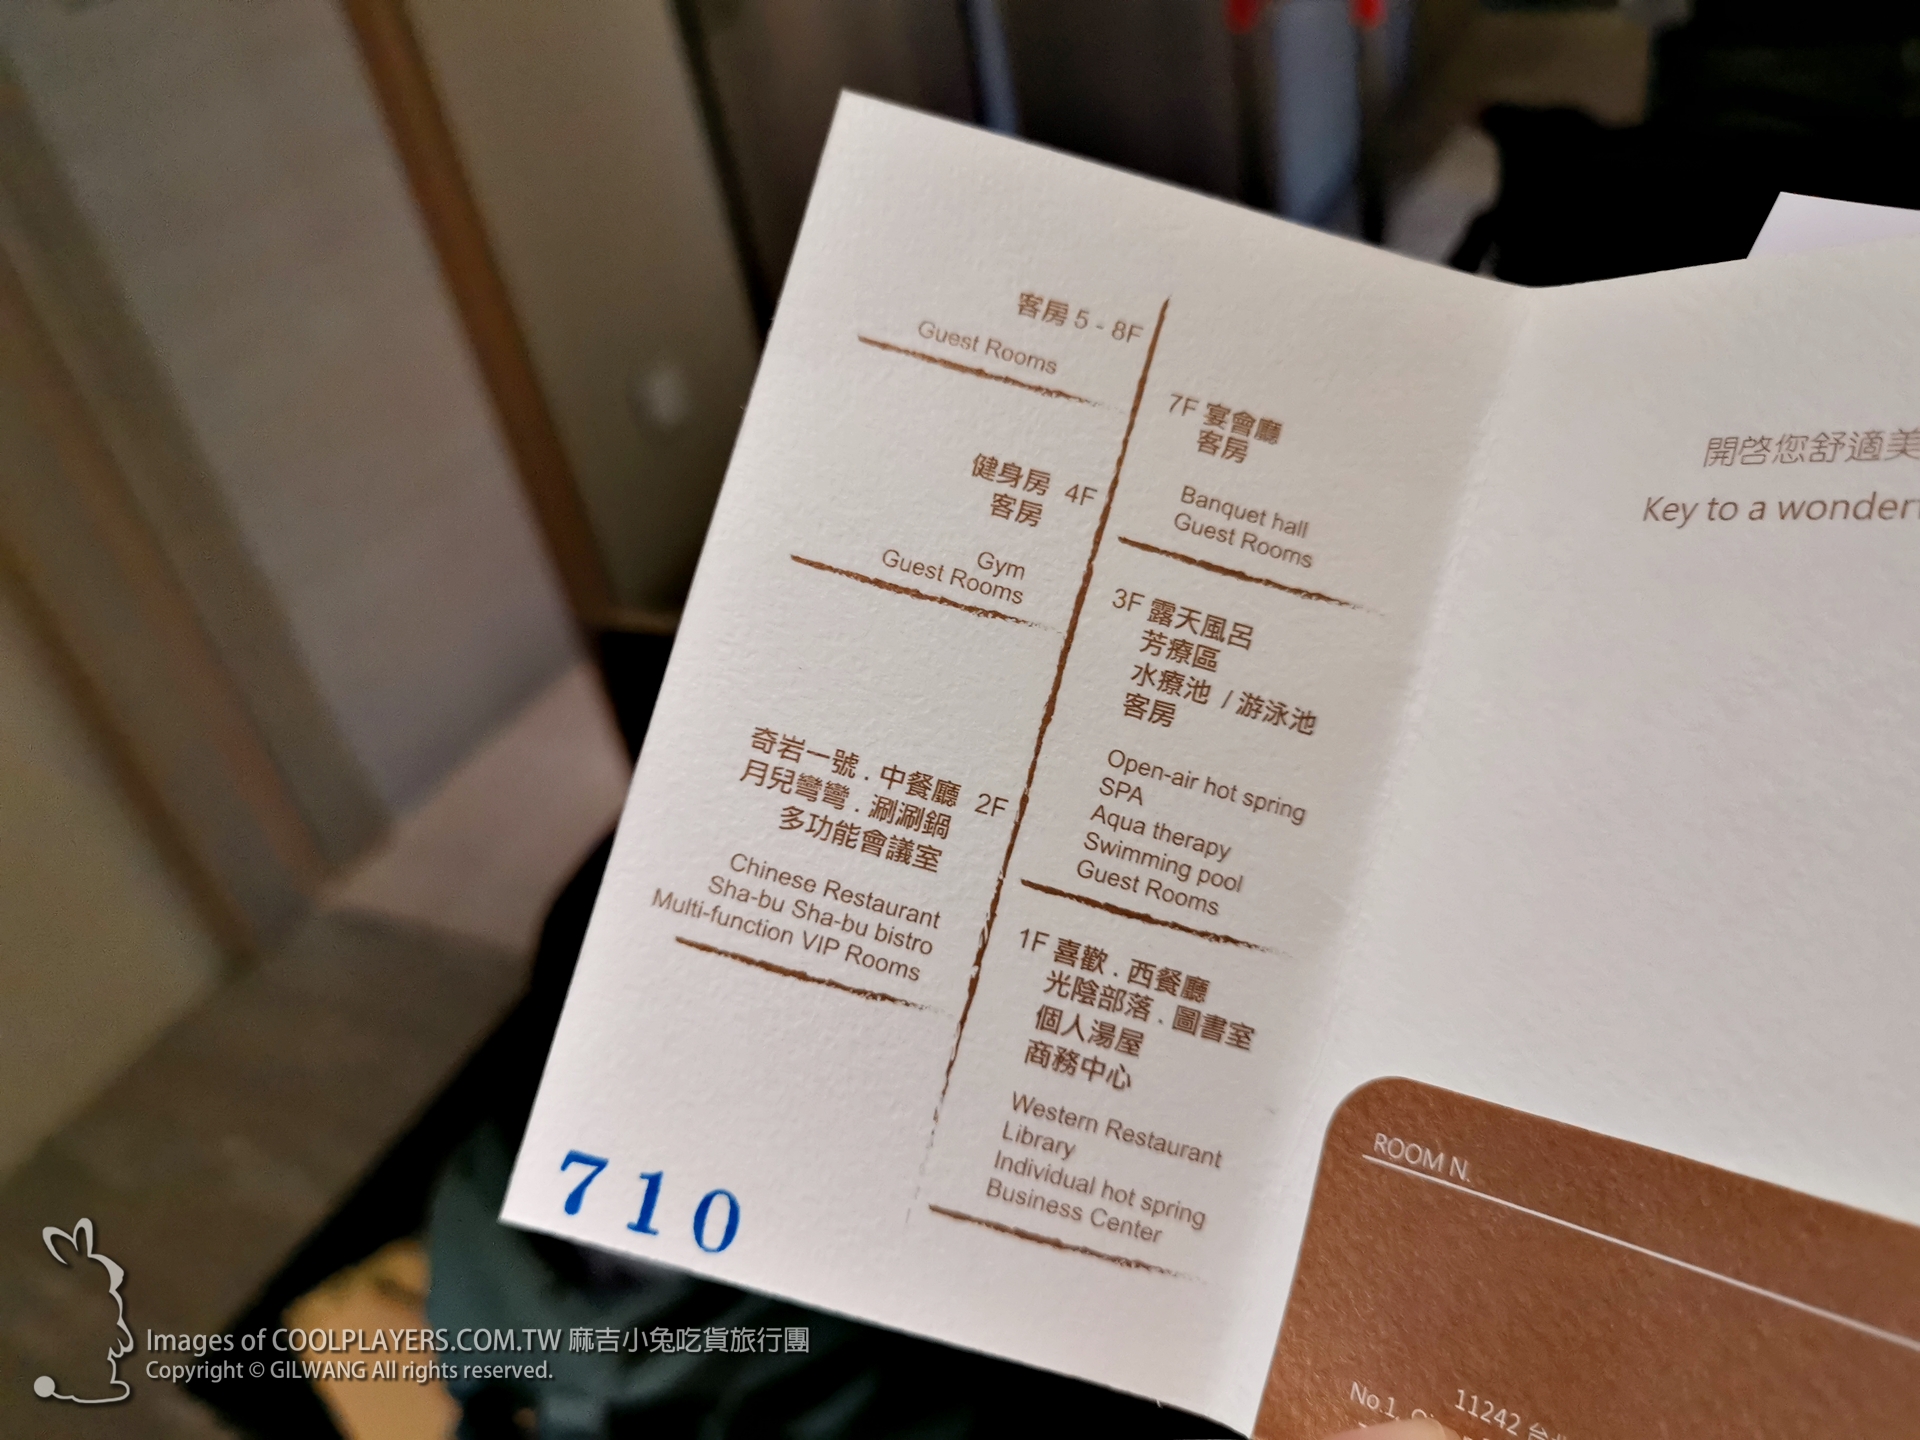 客房 5 - 8F
Guest Rooms
7F 宴會廳
客房
Banquet hall
Guest Rooms
健身房 4F
客房
Gym
Guest Rooms
3F 露天風呂
芳療區
水療池 / 游泳池
客房
Open-air hot spring
SPA
Aqua therapy
Swimming pool
Guest Rooms
奇岩一號 . 中餐廳 2F
月兒彎彎 . 涮涮鍋
多功能會議室
Chinese Restaurant
Sha-bu Sha-bu bistro
Multi-function VIP Rooms
1F 喜歡 . 西餐廳
光陰部落 . 圖書室
個人湯屋
商務中心
Western Restaurant
Library
Individual hot spring
Business Center
710
開啓您舒適美
Key to a
ROOM N.
11242 台
No.1,
Images of COOLPLAYERS.COM.TW 麻吉小兔吃貨旅行團
Copyright © GILWANG All rights reserved.